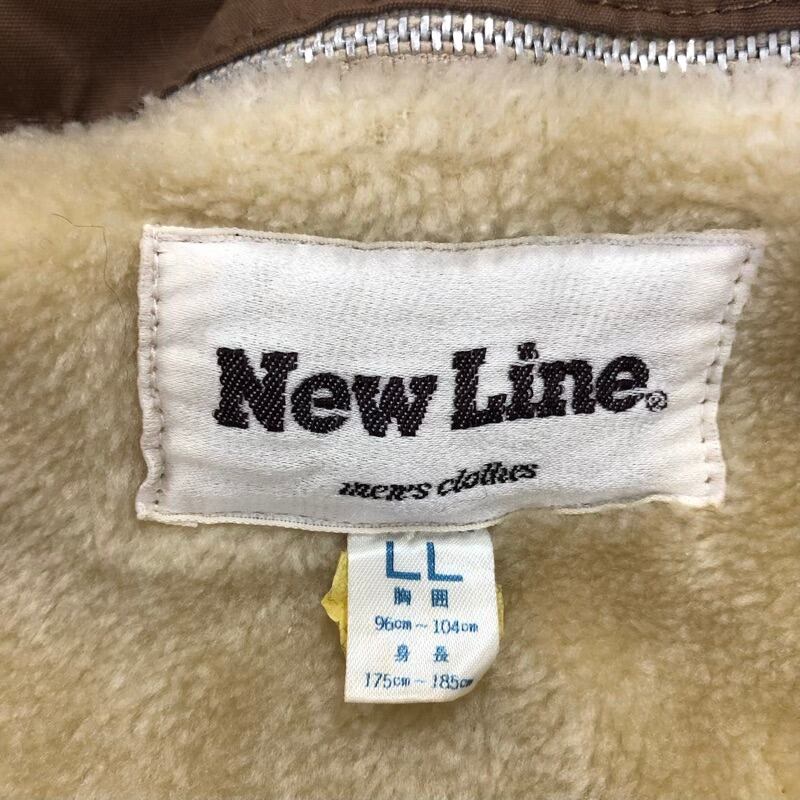 New Line®
men's clothes
LL
胸囲
96cm～104cm
身長
175cm～185cm